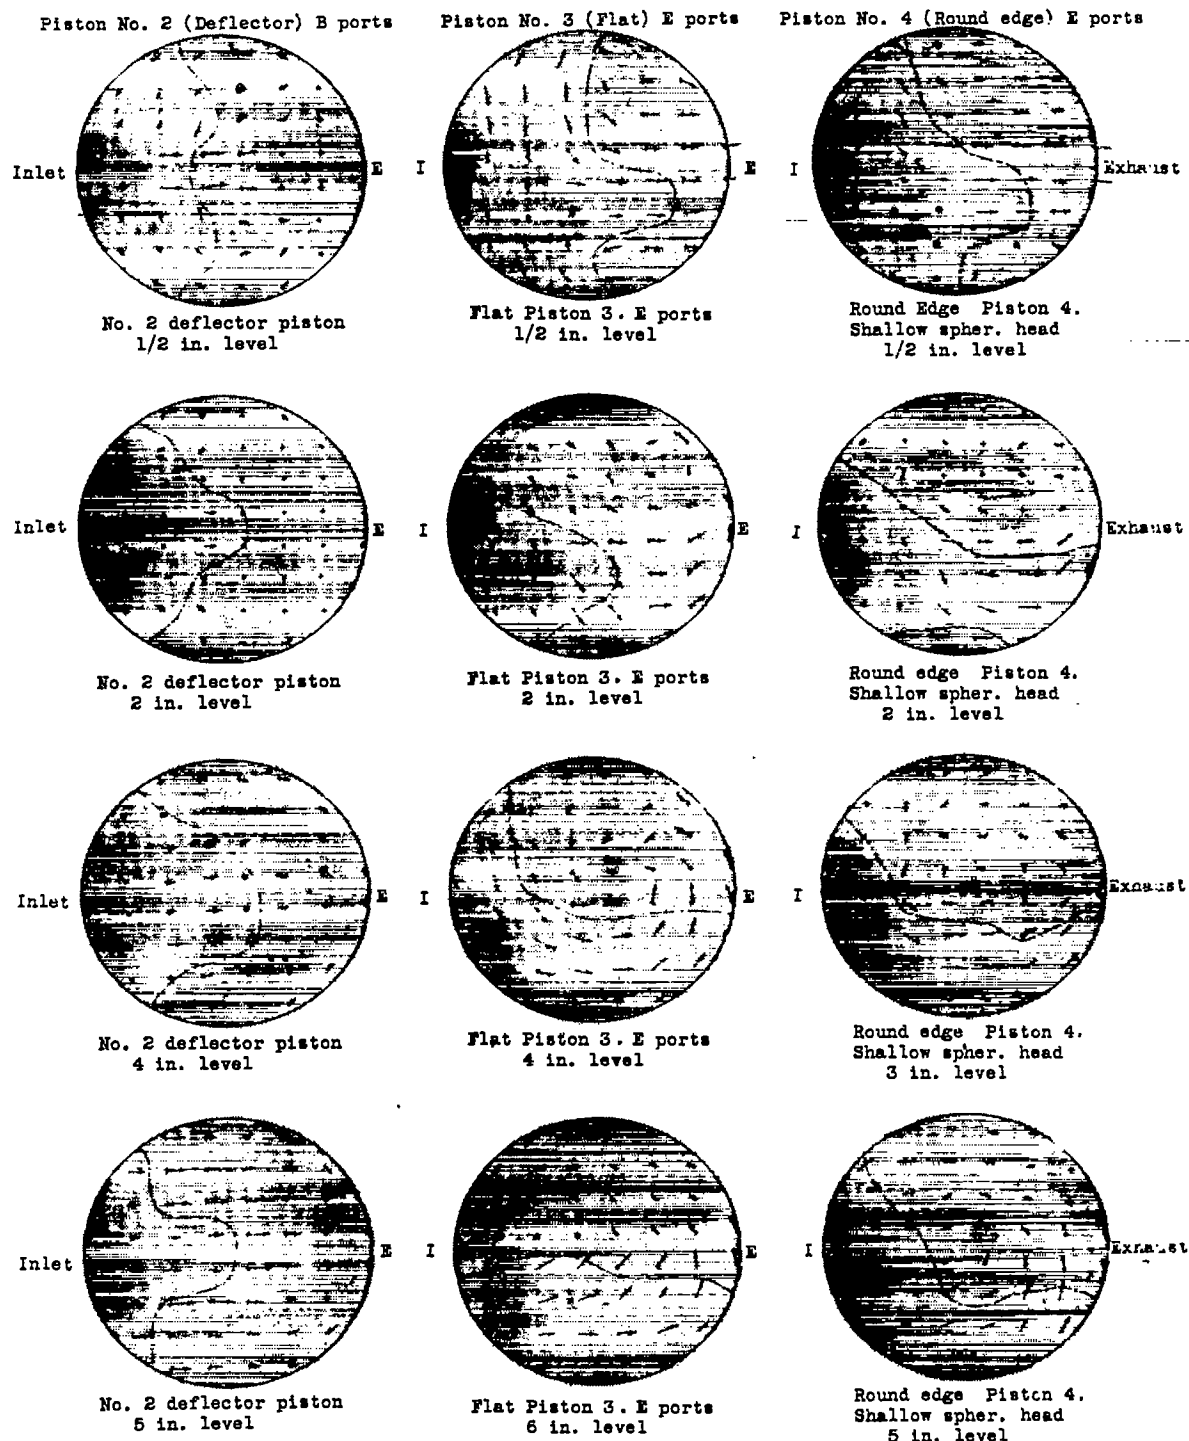 Piston No. 2 (Deflector) B ports
Piston No. 3 (Flat) E ports
Piston No. 4 (Round edge) E ports
Inlet
E
I
E
I
Exhaust
No. 2 deflector piston
1/2 in. level
Flat Piston 3. E ports
1/2 in. level
Round Edge Piston 4.
Shallow spher. head
1/2 in. level
Inlet
E
I
E
I
Exhaust
No. 2 deflector piston
2 in. level
Flat Piston 3. E ports
2 in. level
Round edge Piston 4.
Shallow spher. head
2 in. level
Inlet
E
I
E
I
Exhaust
No. 2 deflector piston
4 in. level
Flat Piston 3. E ports
4 in. level
Round edge Piston 4.
Shallow spher. head
3 in. level
Inlet
E
I
E
I
Exhaust
No. 2 deflector piston
5 in. level
Flat Piston 3. E ports
6 in. level
Round edge Piston 4.
Shallow spher. head
5 in. level